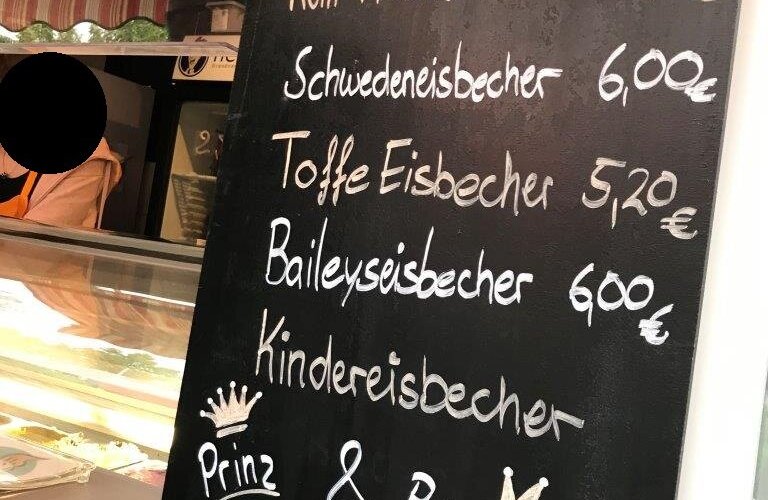 Schwedeneisbecher 6,00€
Toffe Eisbecher 5,20€
Baileyseisbecher 6,00€
Kindereisbecher
Prinz &